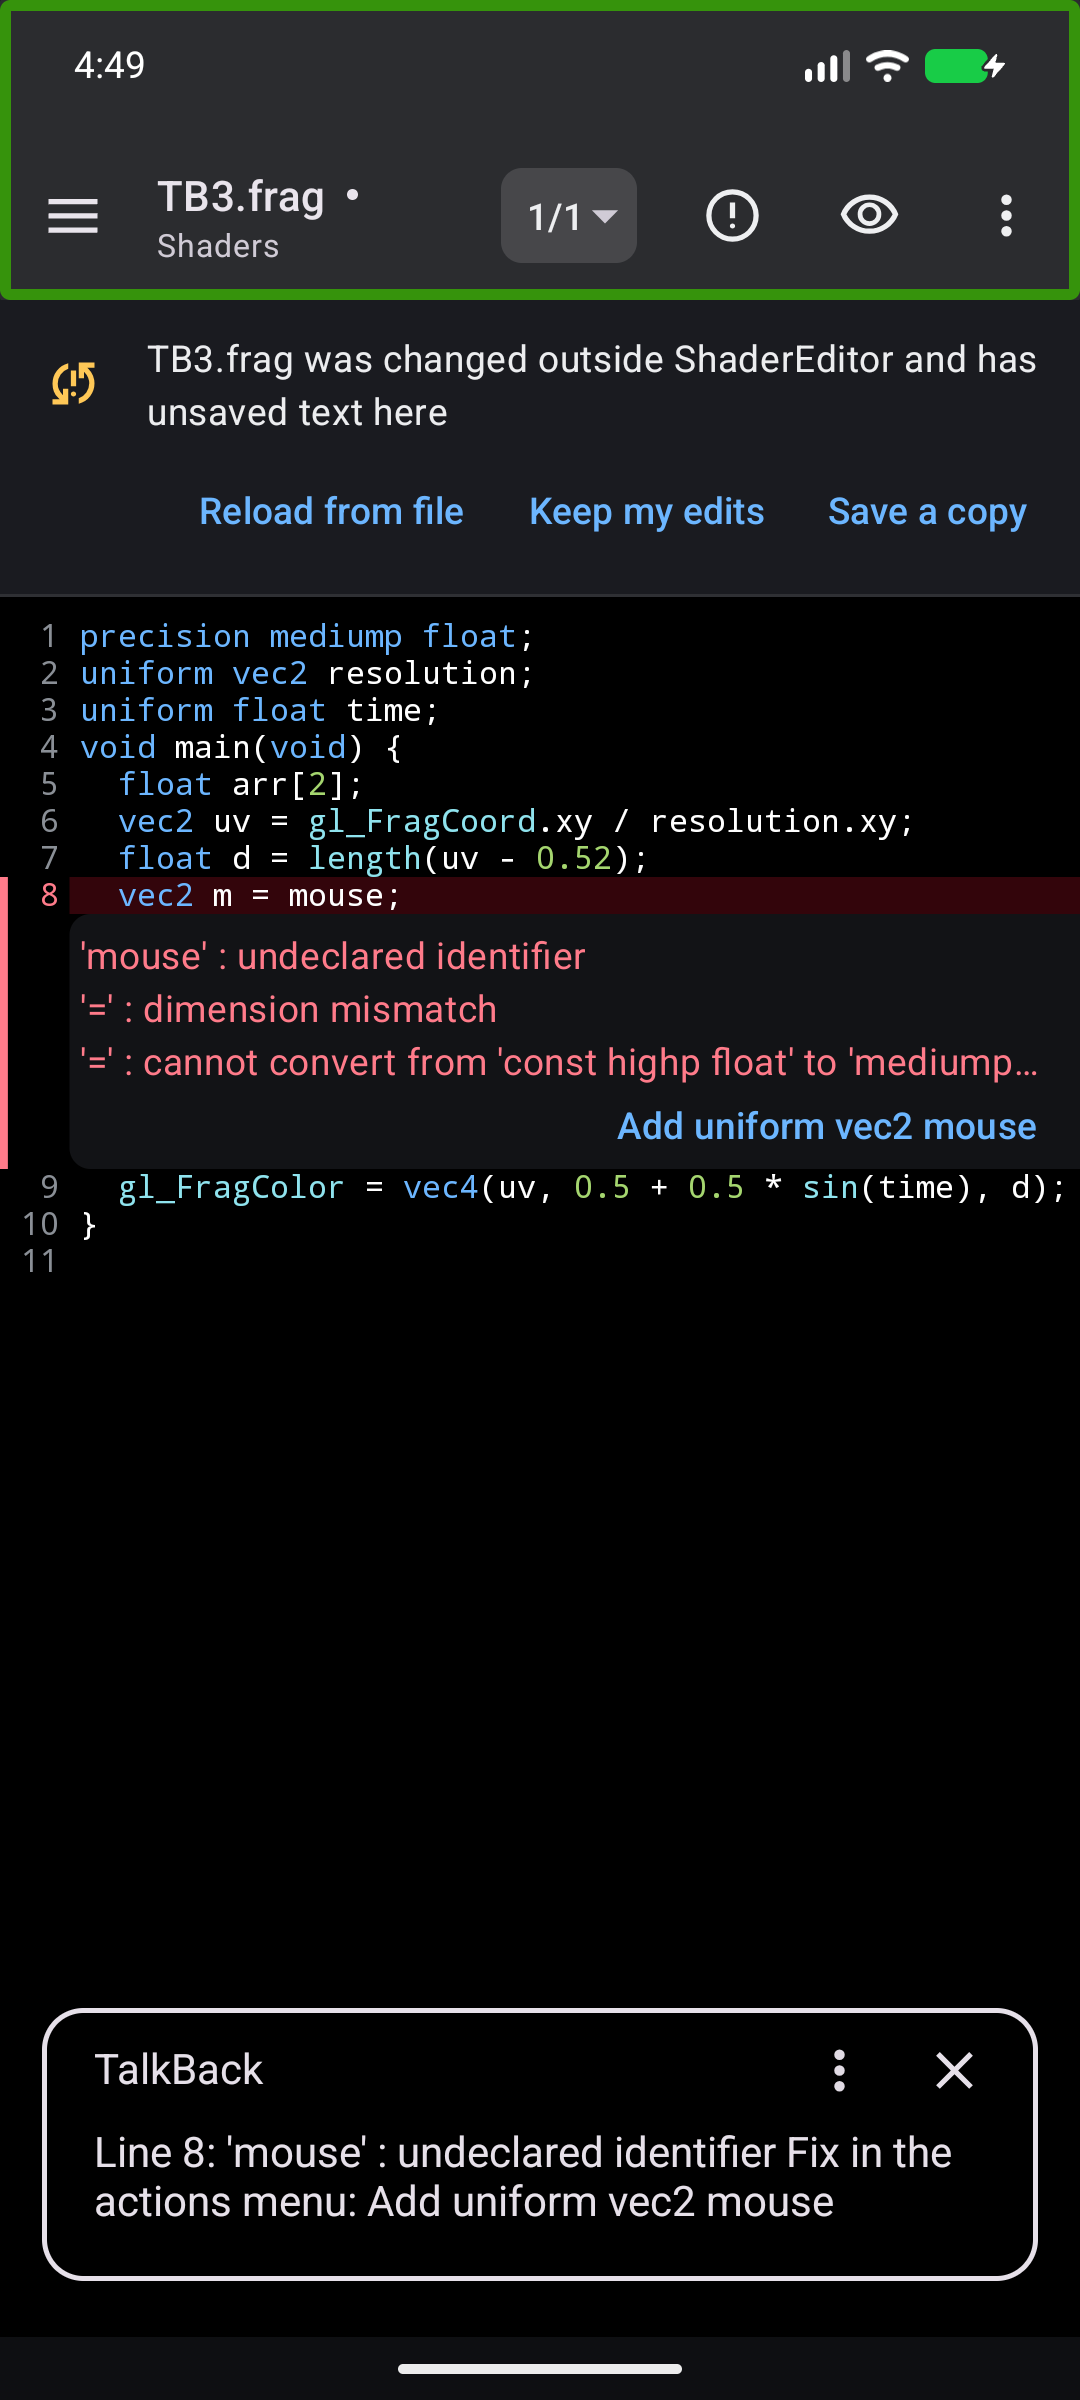 4:49
TB3.frag •
Shaders
1/1
TB3.frag was changed outside ShaderEditor and has
unsaved text here
Reload from file
Keep my edits
Save a copy
1 precision mediump float;
2 uniform vec2 resolution;
3 uniform float time;
4 void main(void) {
5   float arr[2];
6   vec2 uv = gl_FragCoord.xy / resolution.xy;
7   float d = length(uv - 0.52);
8   vec2 m = mouse;
'mouse' : undeclared identifier
'=' : dimension mismatch
'=' : cannot convert from 'const highp float' to 'mediump…
Add uniform vec2 mouse
9   gl_FragColor = vec4(uv, 0.5 + 0.5 * sin(time), d);
10 }
11
TalkBack
Line 8: 'mouse' : undeclared identifier Fix in the
actions menu: Add uniform vec2 mouse